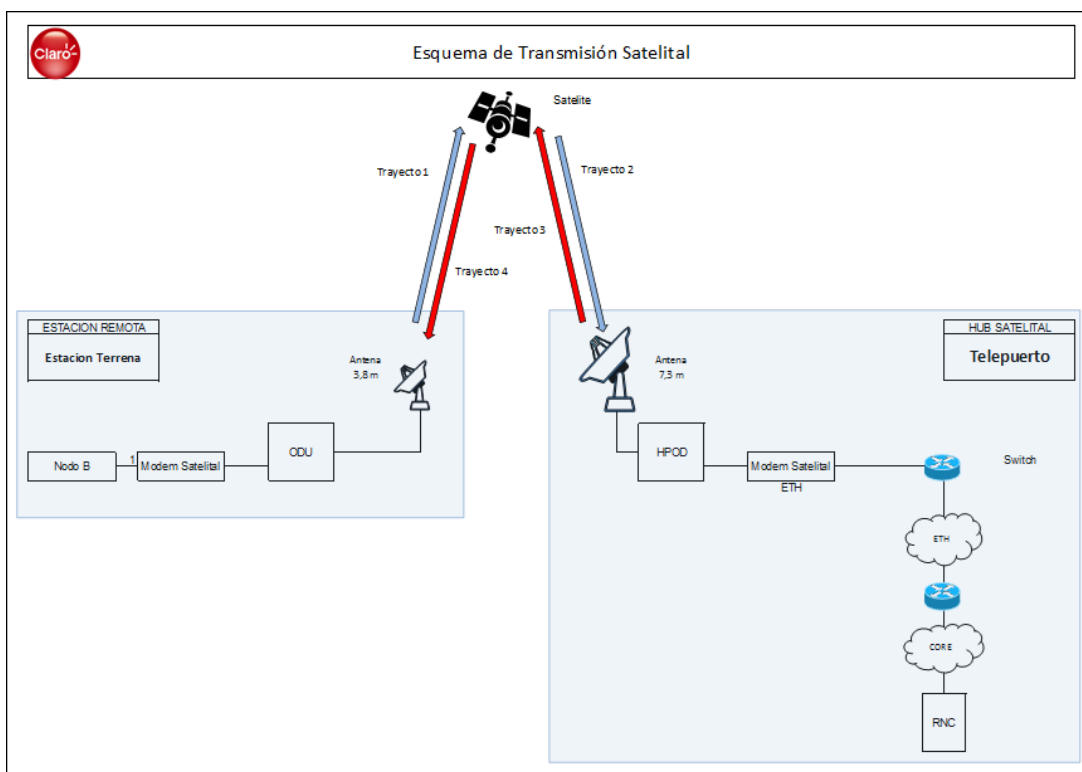 Claro
Esquema de Transmisión Satelital
Satelite
Trayecto 1
Trayecto 2
Trayecto 3
Trayecto 4
ESTACION REMOTA
Estacion Terrena
Antena
3,8 m
Nodo B
1
Modem Satelital
ODU
HUB SATELITAL
Telepuerto
Antena
7,3 m
HPOD
Modem Satelital
ETH
Switch
ETH
CORE
RNC